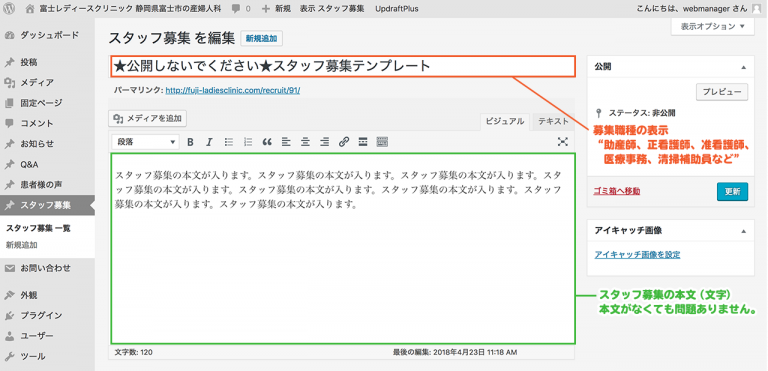 富士レディースクリニック 静岡県富士市の産婦人科 0 新規 表示 スタッフ募集 UpdraftPlus こんにちは、webmanager さん
表示オプション ▼
ダッシュボード
投稿
メディア
固定ページ
コメント
お知らせ
Q&A
患者様の声
スタッフ募集
スタッフ募集 一覧
新規追加
お問い合わせ
外観
プラグイン
ユーザー
ツール
スタッフ募集 を編集 新規追加
★公開しないでください★スタッフ募集テンプレート
パーマリンク: http://fuji-ladiesclinic.com/recruit/91/
メディアを追加
ビジュアル テキスト
段落 B I
スタッフ募集の本文が入ります。スタッフ募集の本文が入ります。スタッフ募集の本文が入ります。スタ
ッフ募集の本文が入ります。スタッフ募集の本文が入ります。スタッフ募集の本文が入ります。スタッフ
募集の本文が入ります。スタッフ募集の本文が入ります。
文字数: 120 最後の編集: 2018年4月23日 11:18 AM
公開
プレビュー
ステータス: 非公開
募集職種の表示
“助産師、正看護師、准看護師、
医療事務、清掃補助員など”
ゴミ箱へ移動 更新
アイキャッチ画像
アイキャッチ画像を設定
スタッフ募集の本文（文字）
本文がなくても問題ありません。